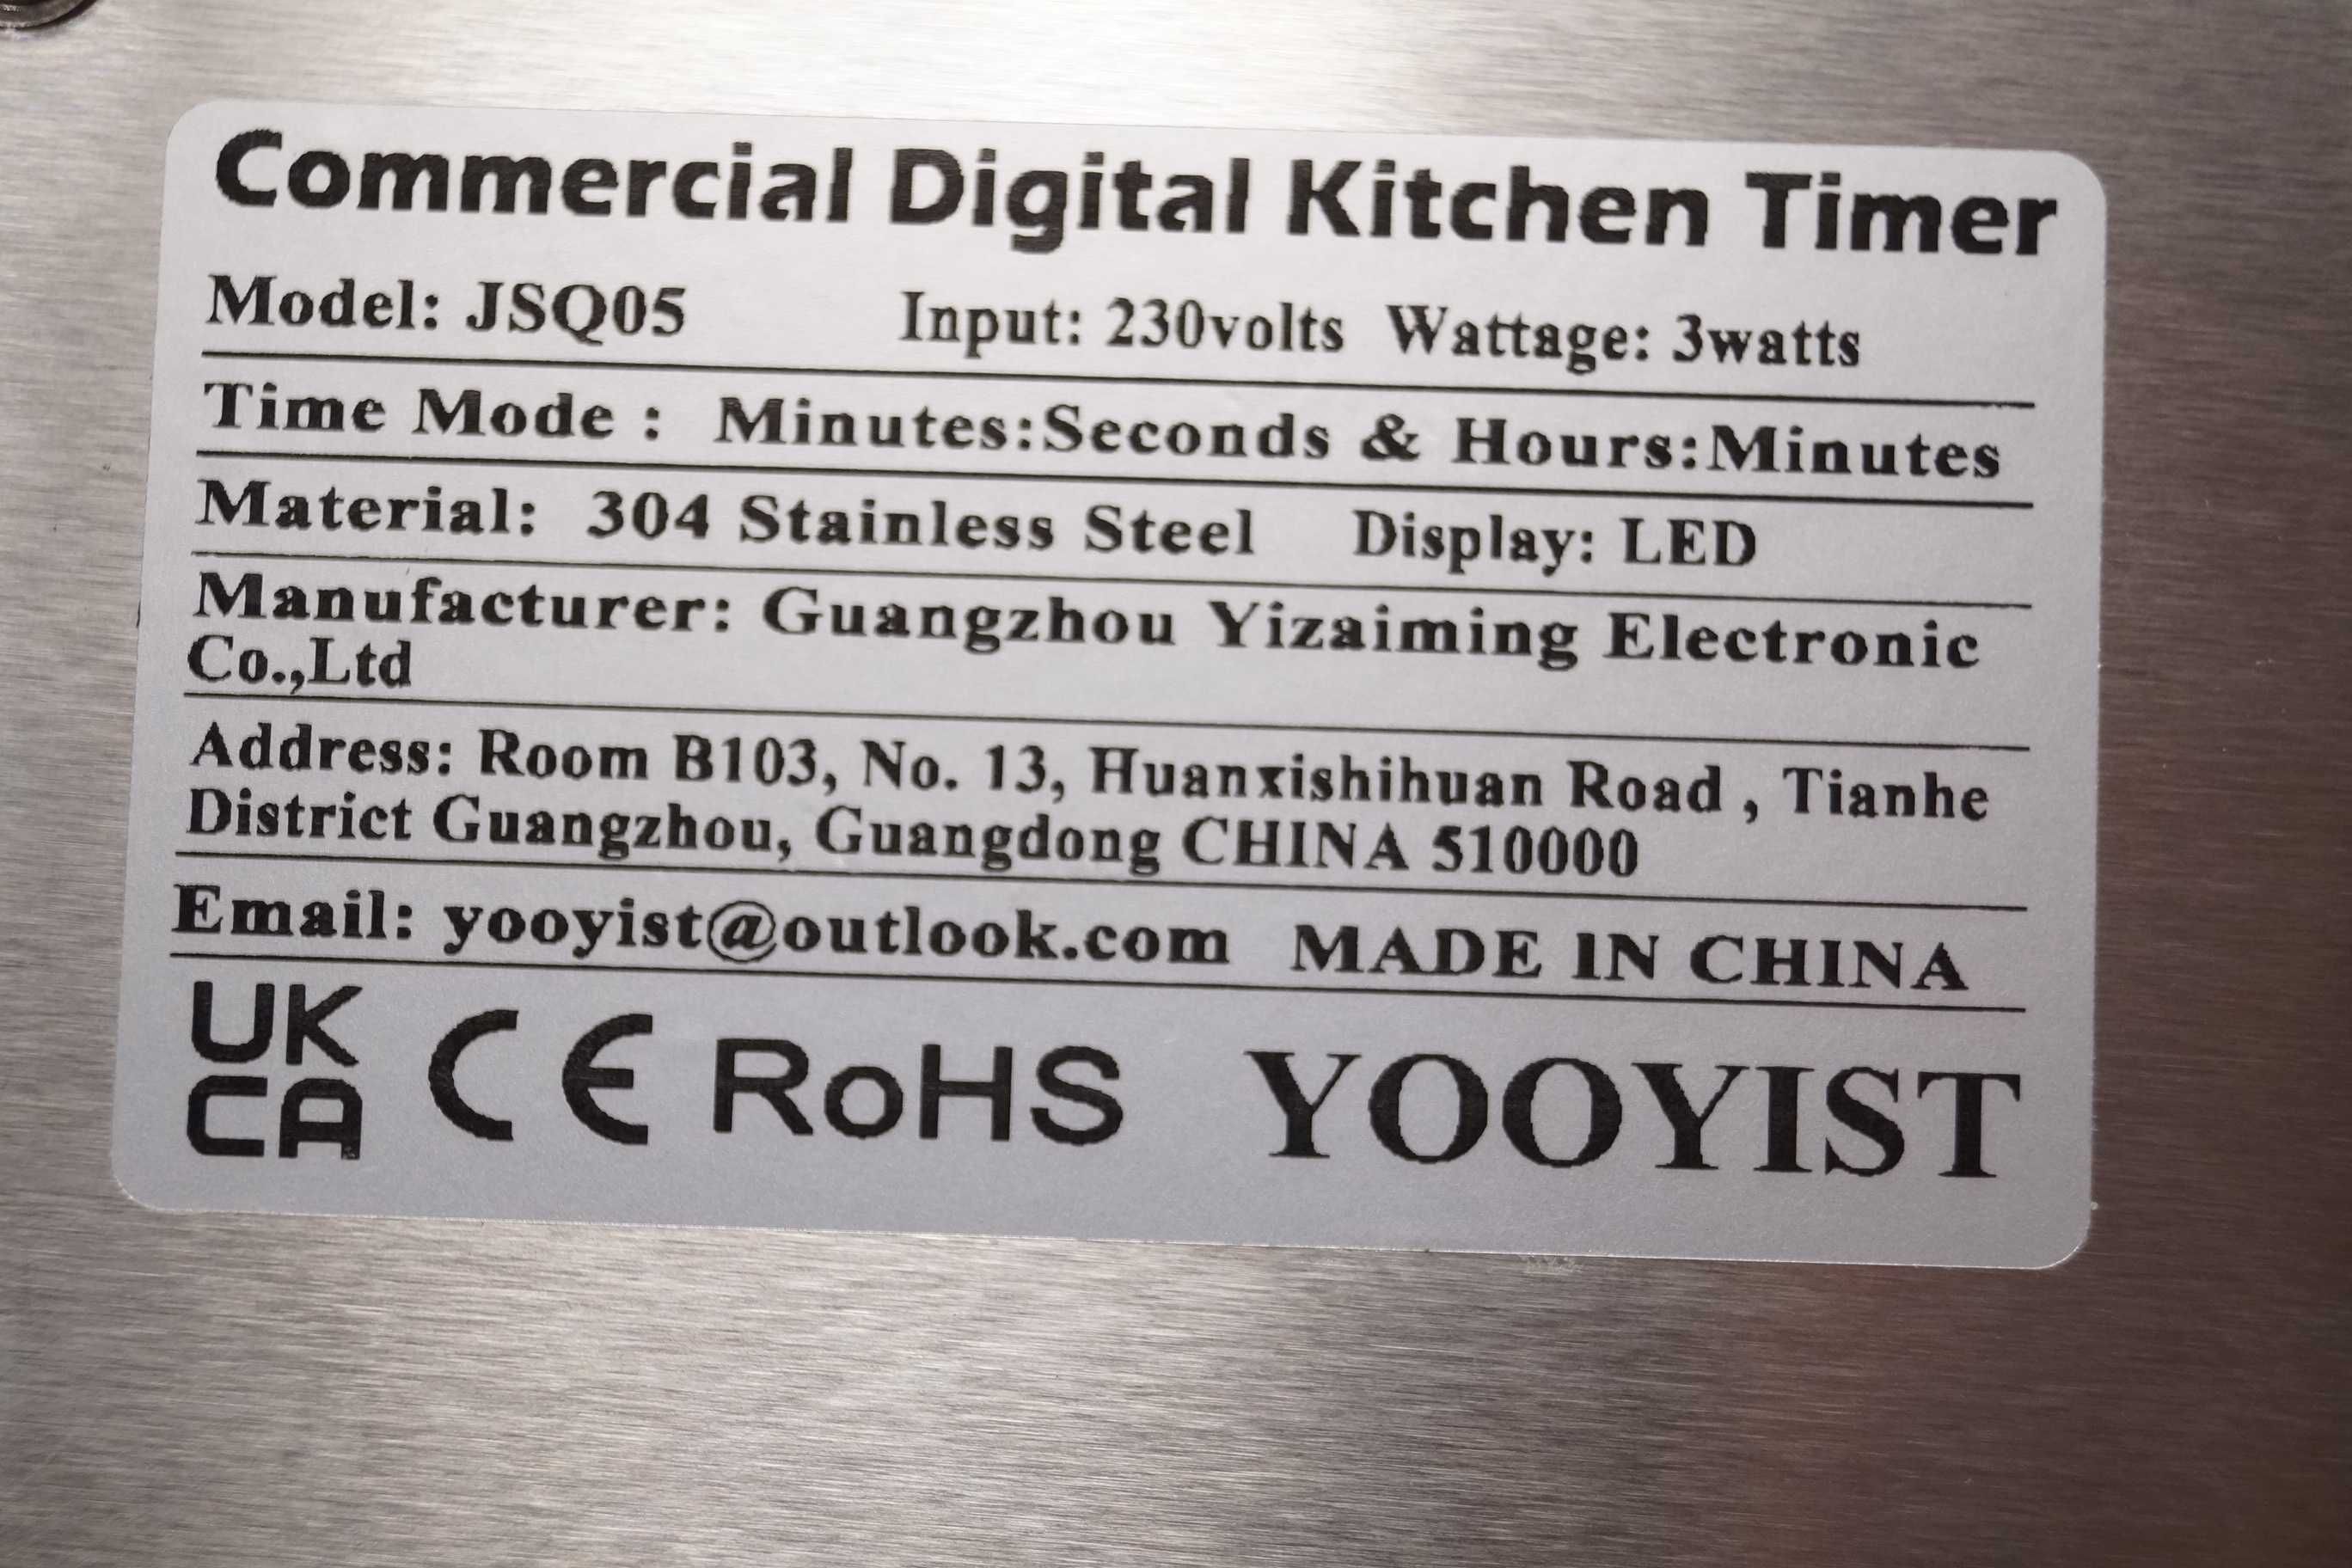 Commercial Digital Kitchen Timer
Model: JSQ05 Input: 230volts Wattage: 3watts
Time Mode : Minutes:Seconds & Hours:Minutes
Material: 304 Stainless Steel Display: LED
Manufacturer: Guangzhou Yizaiming Electronic
Co.,Ltd
Address: Room B103, No. 13, Huanxishihuan Road , Tianhe
District Guangzhou, Guangdong CHINA 510000
Email: yooyist@outlook.com MADE IN CHINA
UK
CA CE RoHS YOOYIST